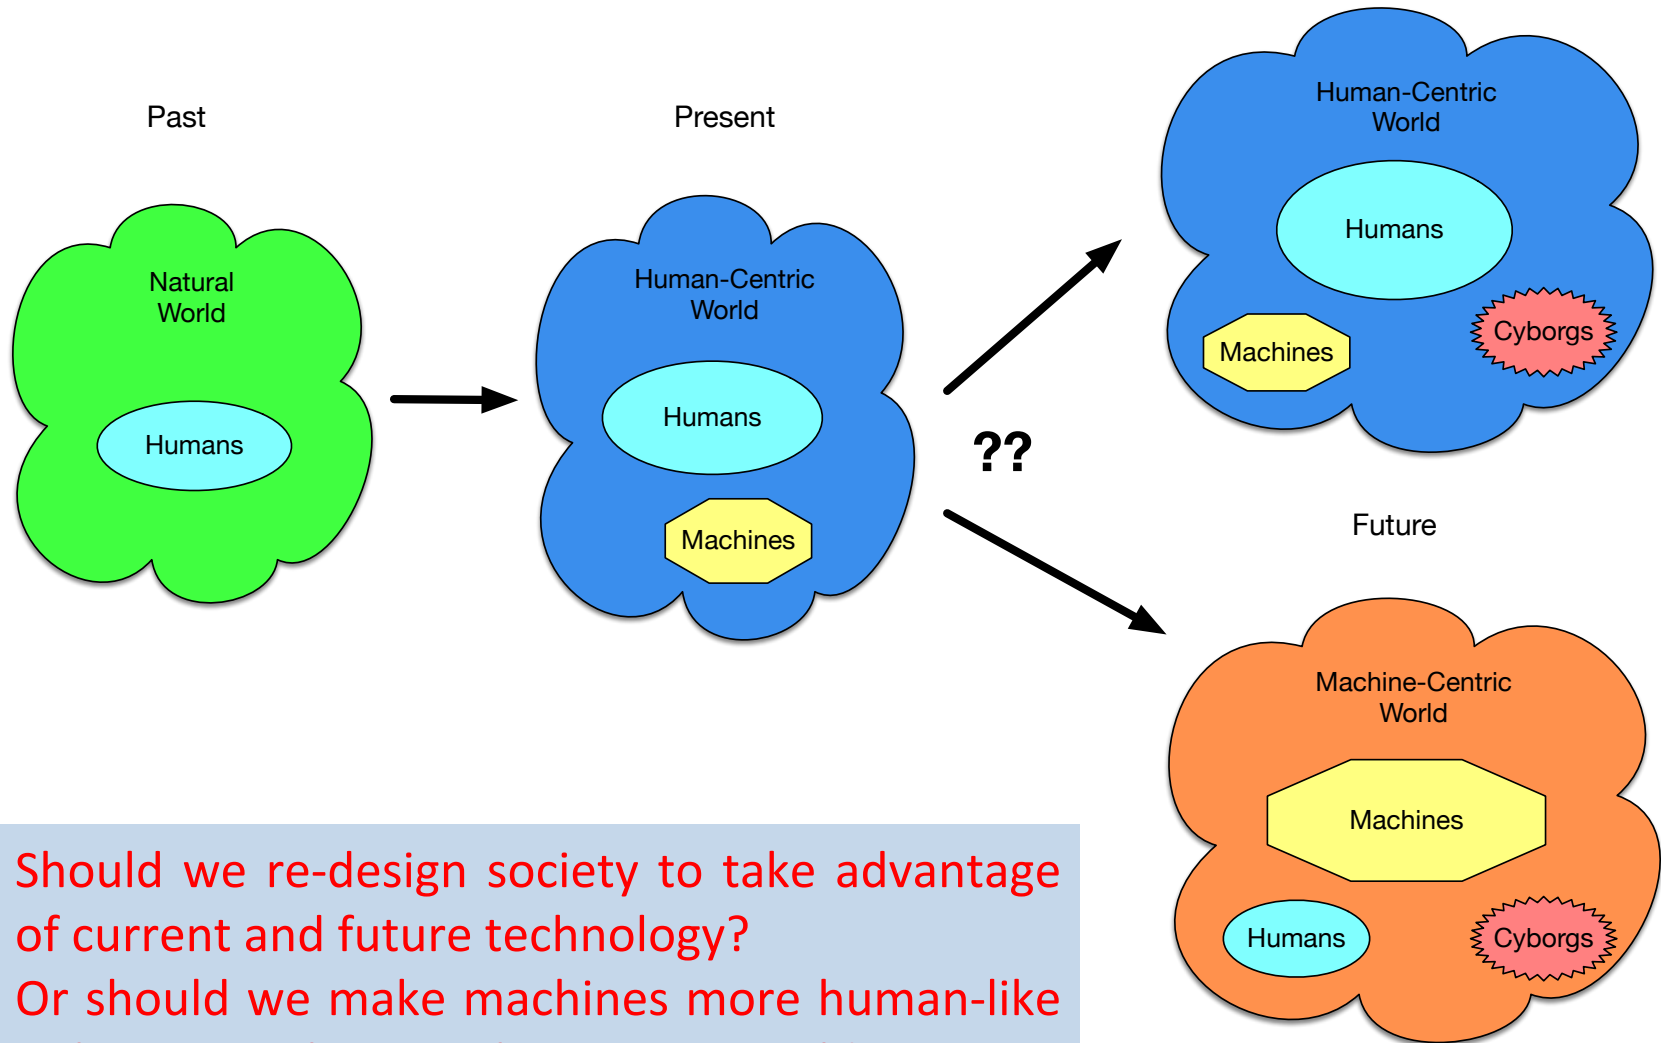 Past
Natural
World
Humans
Present
Human-Centric
World
Humans
Machines
??
Human-Centric
World
Humans
Machines
Cyborgs
Future
Machine-Centric
World
Machines
Humans
Cyborgs
Should we re-design society to take advantage
of current and future technology?
Or should we make machines more human-like